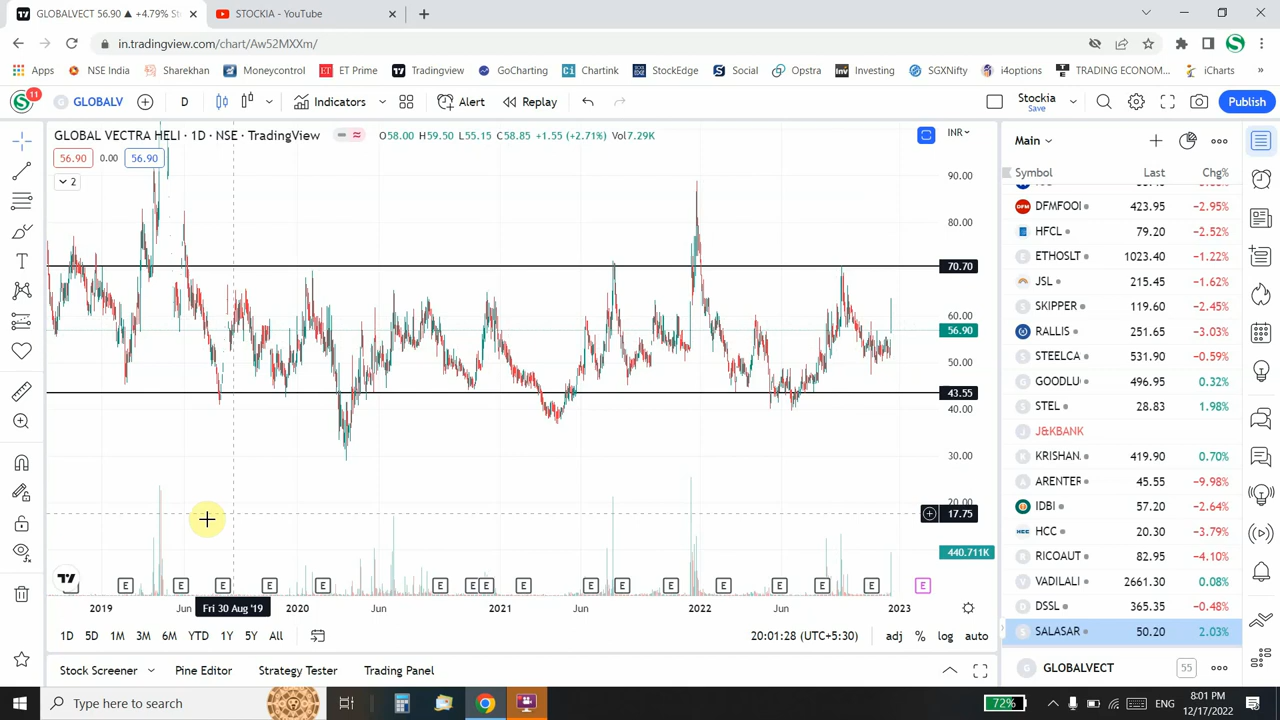 GLOBALVECT 56.90 ▲ +4.79% St
STOCKIA - YouTube
in.tradingview.com/chart/Aw52MXXm/
Apps
NSE India
Sharekhan
Moneycontrol
ET Prime
Tradingview
GoCharting
Chartink
StockEdge
Social
Opstra
Investing
SGXNifty
i4options
TRADING ECONOM...
iCharts
11
GLOBALV
D
Indicators
Alert
Replay
Stockia
Save
Publish
GLOBAL VECTRA HELI · 1D · NSE · TradingView
O58.00 H59.50 L55.15 C58.85 +1.55 (+2.71%) Vol7.29K
INR
56.90 0.00 56.90
2
90.00
80.00
70.70
60.00
56.90
50.00
43.55
40.00
30.00
20.00
17.75
440.711K
E E E E E E E E E E E E E E E E E
2019 Jun Fri 30 Aug '19 2020 Jun 2021 Jun 2022 Jun 2023
1D 5D 1M 3M 6M YTD 1Y 5Y All
20:01:28 (UTC+5:30)
adj % log auto
Stock Screener
Pine Editor
Strategy Tester
Trading Panel
Main
Symbol Last Chg%
DFMFOOI 423.95 −2.95%
HFCL 79.20 −2.52%
ETHOSLT 1023.40 −1.22%
JSL 215.45 −1.62%
SKIPPER 119.60 −2.45%
RALLIS 251.65 −3.03%
STEELCA 531.90 −0.59%
GOODLU 496.95 0.32%
STEL 28.83 1.98%
J&KBANK
KRISHAN. 419.90 0.70%
ARENTER 45.55 −9.98%
IDBI 57.20 −2.64%
HCC 20.30 −3.79%
RICOAUT 82.95 −4.10%
VADILALI 2661.30 0.08%
DSSL 365.35 −0.48%
SALASAR 50.20 2.03%
G GLOBALVECT 55
Type here to search
72%
ENG
8:01 PM
12/17/2022